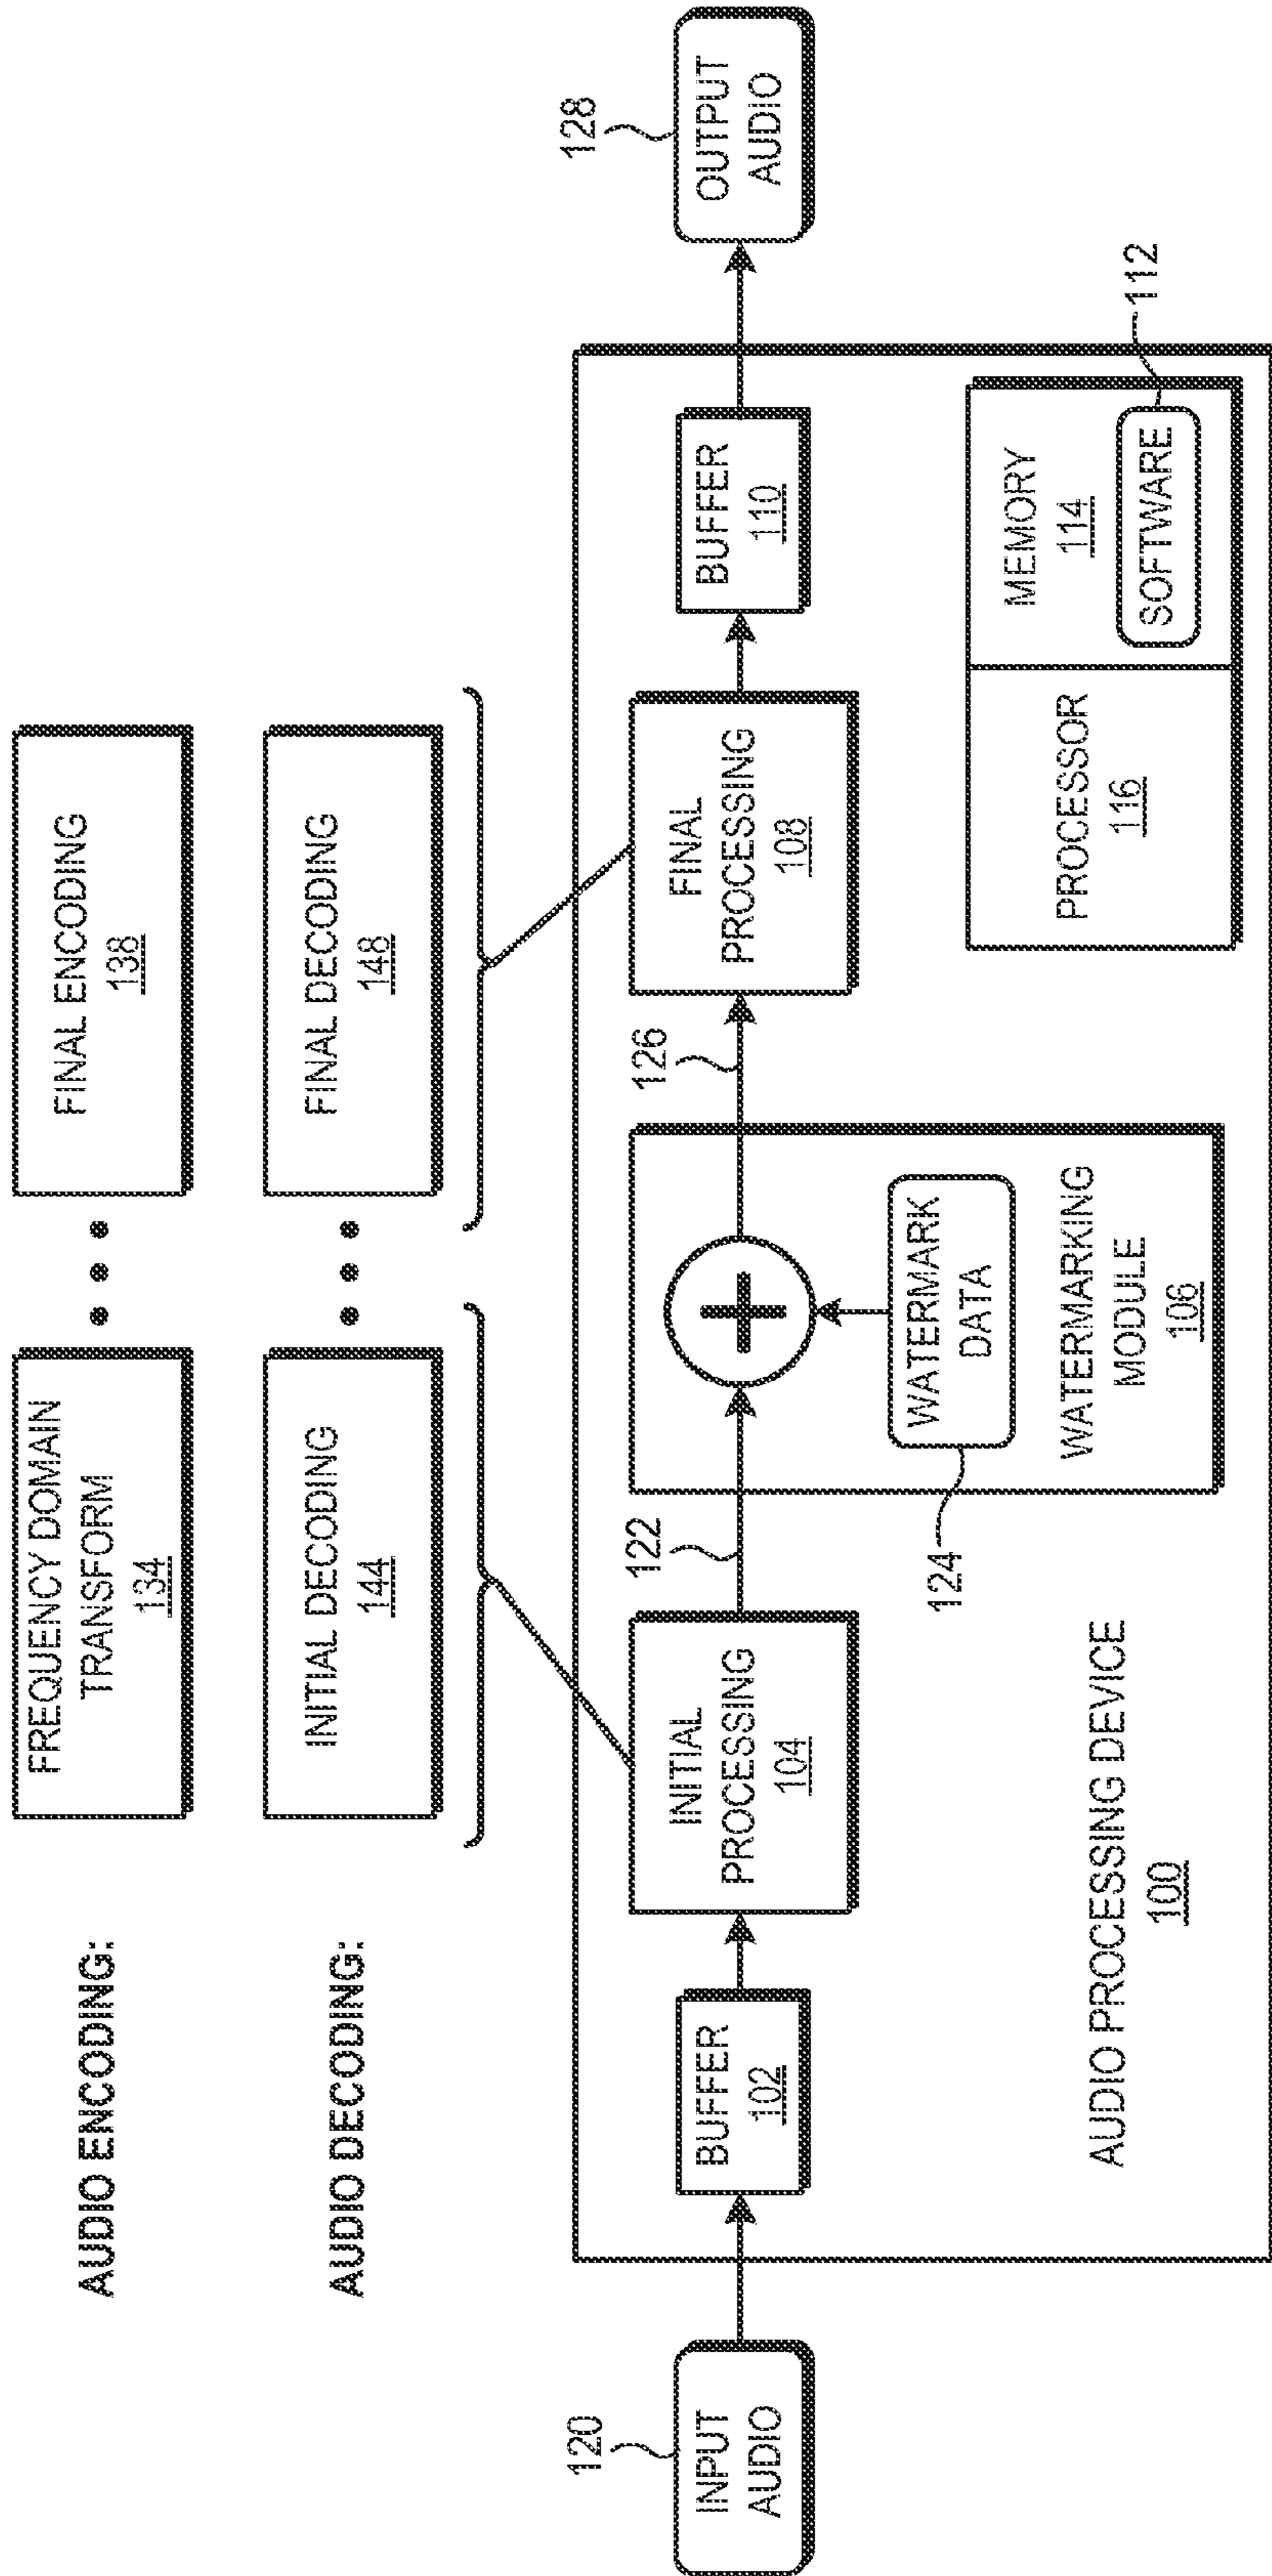 AUDIO ENCODING:
FREQUENCY DOMAIN
TRANSFORM
134
FINAL ENCODING
138
AUDIO DECODING:
INITIAL DECODING
144
FINAL DECODING
148
120
INPUT
AUDIO
BUFFER
102
INITIAL
PROCESSING
104
122
WATERMARK
DATA
124
WATERMARKING
MODULE
106
126
FINAL
PROCESSING
108
BUFFER
110
128
OUTPUT
AUDIO
AUDIO PROCESSING DEVICE
100
PROCESSOR
116
MEMORY
114
SOFTWARE
112